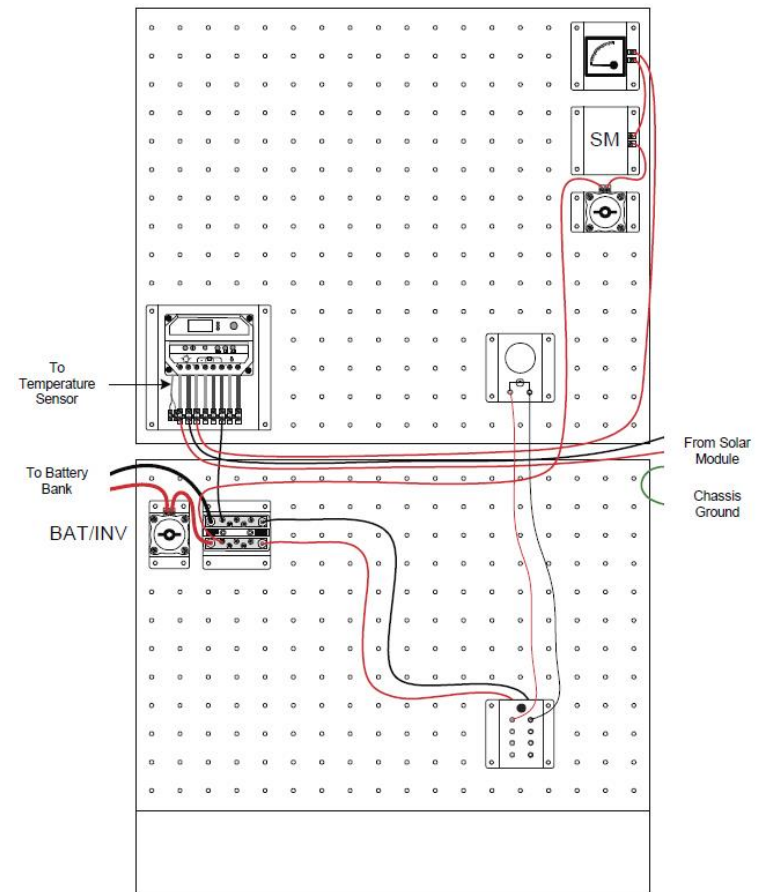 SM
To
Temperature
Sensor
From Solar
Module
To Battery
Bank
Chassis
Ground
BAT/INV